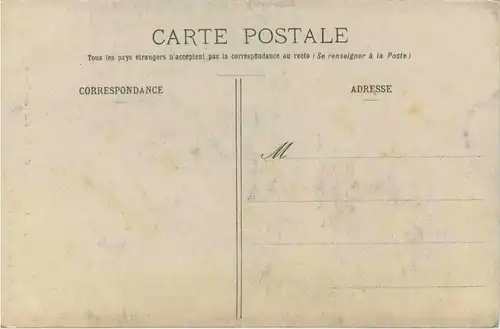 CARTE POSTALE
Tous les pays étrangers n'acceptent pas la correspondance au recto (Se renseigner à la Poste)
CORRESPONDANCE
ADRESSE
M